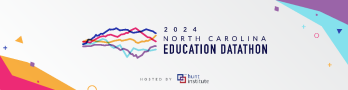 2024
NORTH CAROLINA
EDUCATION DATATHON
HOSTED BY hunt
institute